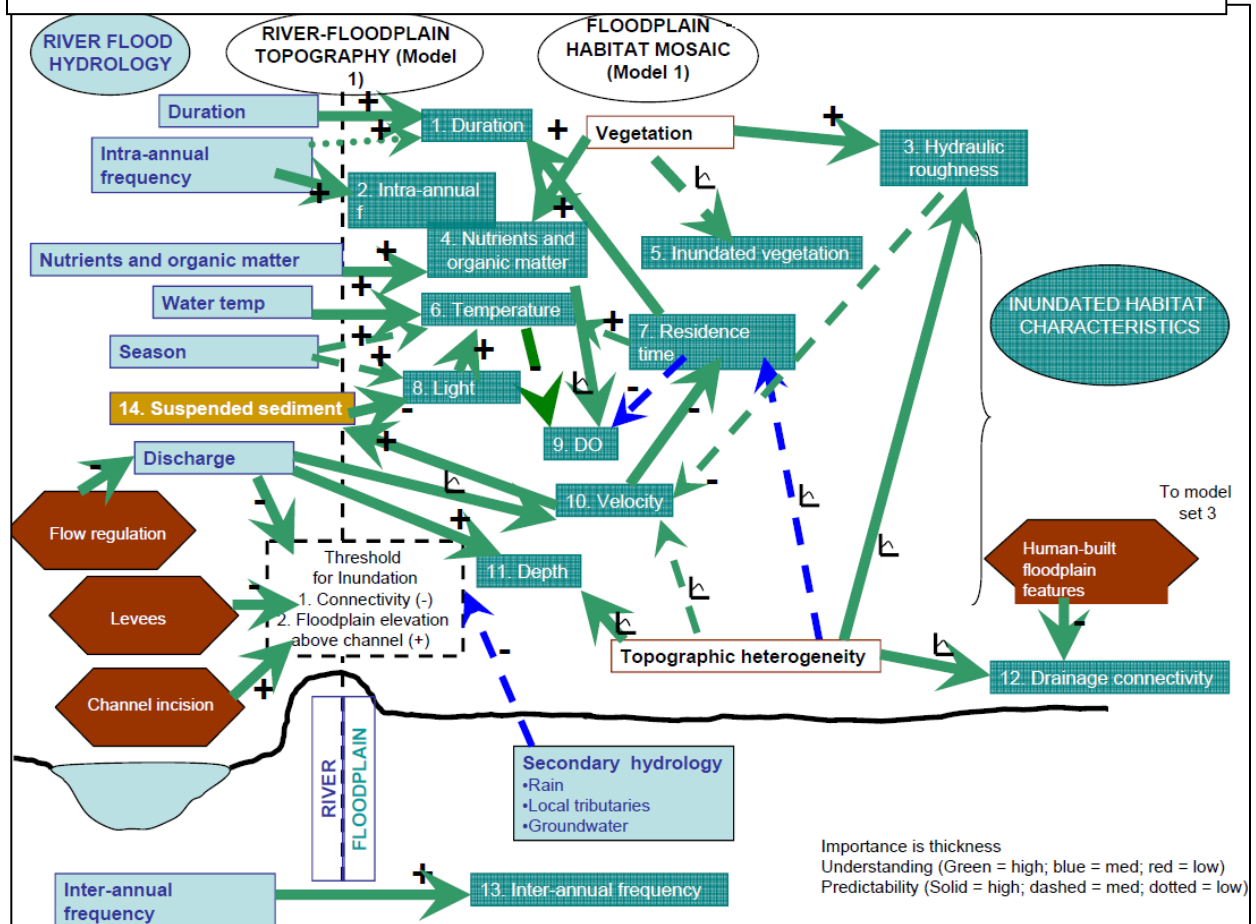 RIVER FLOOD
HYDROLOGY
RIVER-FLOODPLAIN
TOPOGRAPHY (Model
1)
FLOODPLAIN -
HABITAT MOSAIC
(Model 1)
Duration
+
+
1. Duration
+
Vegetation
+
3. Hydraulic
roughness
Intra-annual
frequency
+
2. Intra-annual
f
+
4. Nutrients and
organic matter
5. Inundated vegetation
Nutrients and organic matter
+
INUNDATED HABITAT
CHARACTERISTICS
Water temp
+
6. Temperature
+
7. Residence
time
Season
+
+
+
-
8. Light
-
14. Suspended sediment
-
9. DO
Discharge
+
-
-
10. Velocity
-
-
Flow regulation
+
To model
set 3
Threshold
for Inundation
1. Connectivity (-)
2. Floodplain elevation
above channel (+)
11. Depth
Human-built
floodplain
features
Levees
-
-
-
Topographic heterogeneity
12. Drainage connectivity
Channel incision
+
RIVER
FLOODPLAIN
Secondary hydrology
•Rain
•Local tributaries
•Groundwater
Importance is thickness
Understanding (Green = high; blue = med; red = low)
Predictability (Solid = high; dashed = med; dotted = low)
Inter-annual
frequency
+
13. Inter-annual frequency